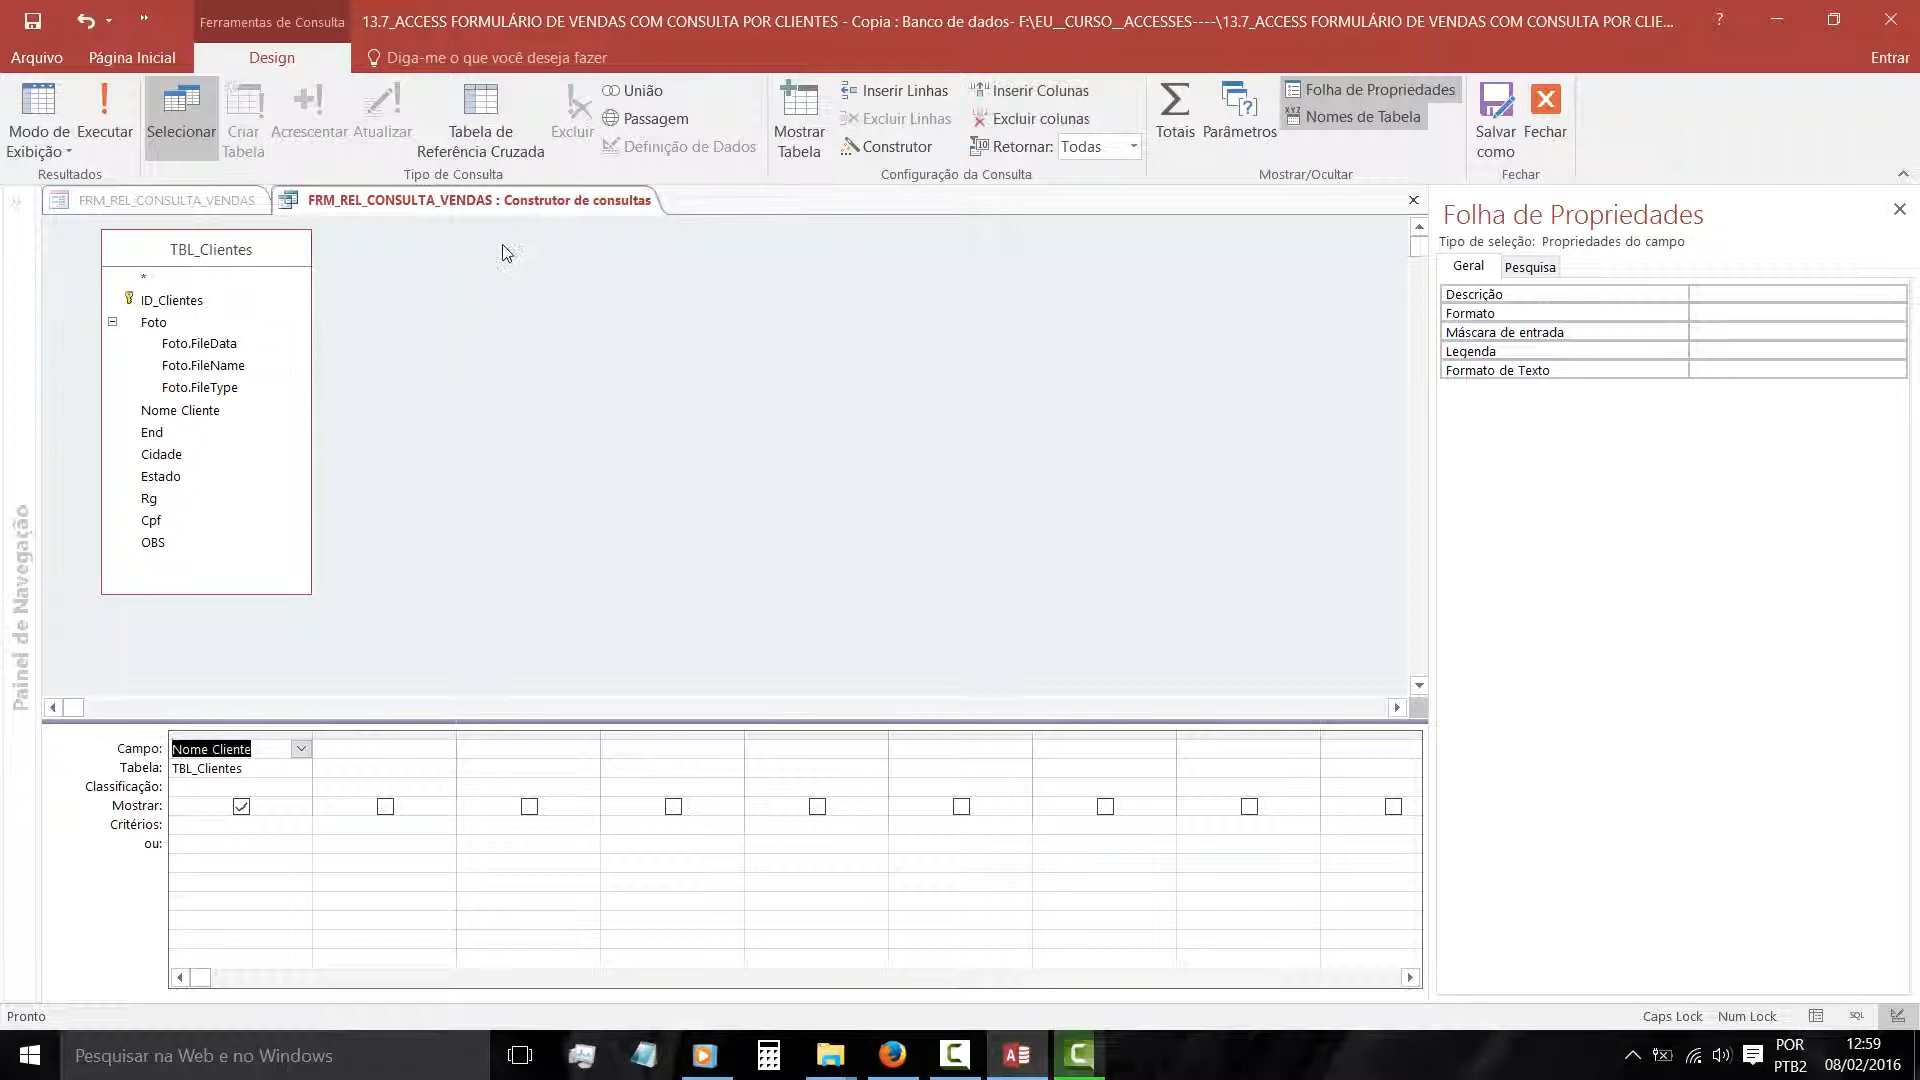 Ferramentas de Consulta
13.7_ACCESS FORMULÁRIO DE VENDAS COM CONSULTA POR CLIENTES - Copia : Banco de dados- F:\EU__CURSO__ACCESSES----\13.7_ACCESS FORMULÁRIO DE VENDAS COM CONSULTA POR CLIE...
Arquivo
Página Inicial
Design
Diga-me o que você deseja fazer
Entrar
Modo de Exibição
Executar
Selecionar
Criar Tabela
Acrescentar
Atualizar
Tabela de Referência Cruzada
Excluir
União
Passagem
Definição de Dados
Mostrar Tabela
Inserir Linhas
Excluir Linhas
Construtor
Inserir Colunas
Excluir colunas
Retornar: Todas
Totais
Parâmetros
Folha de Propriedades
Nomes de Tabela
Salvar como
Fechar
Resultados
Tipo de Consulta
Configuração da Consulta
Mostrar/Ocultar
Fechar
FRM_REL_CONSULTA_VENDAS
FRM_REL_CONSULTA_VENDAS : Construtor de consultas
Painel de Navegação
TBL_Clientes
*
ID_Clientes
Foto
Foto.FileData
Foto.FileName
Foto.FileType
Nome Cliente
End
Cidade
Estado
Rg
Cpf
OBS
Folha de Propriedades
Tipo de seleção: Propriedades do campo
Geral
Pesquisa
Descrição
Formato
Máscara de entrada
Legenda
Formato de Texto
Campo: Nome Cliente
Tabela: TBL_Clientes
Classificação:
Mostrar:
Critérios:
ou:
Pronto
Caps Lock
Num Lock
SQL
Pesquisar na Web e no Windows
POR
PTB2
12:59
08/02/2016